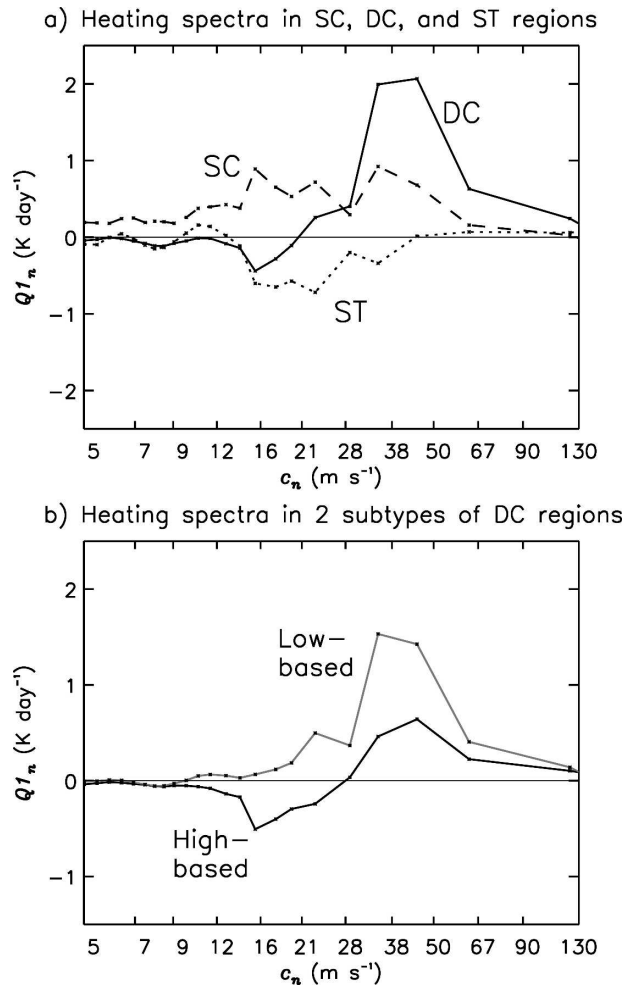 a) Heating spectra in SC, DC, and ST regions
2
1
0
−1
−2
Q1n (K day⁻¹)
SC
DC
ST
5 7 9 12 16 21 28 38 50 67 130
cn (m s⁻¹)
b) Heating spectra in 2 subtypes of DC regions
2
1
0
−1
Q1n (K day⁻¹)
Low−
based
High−
based
5 7 9 12 16 21 28 38 50 67 130
cn (m s⁻¹)